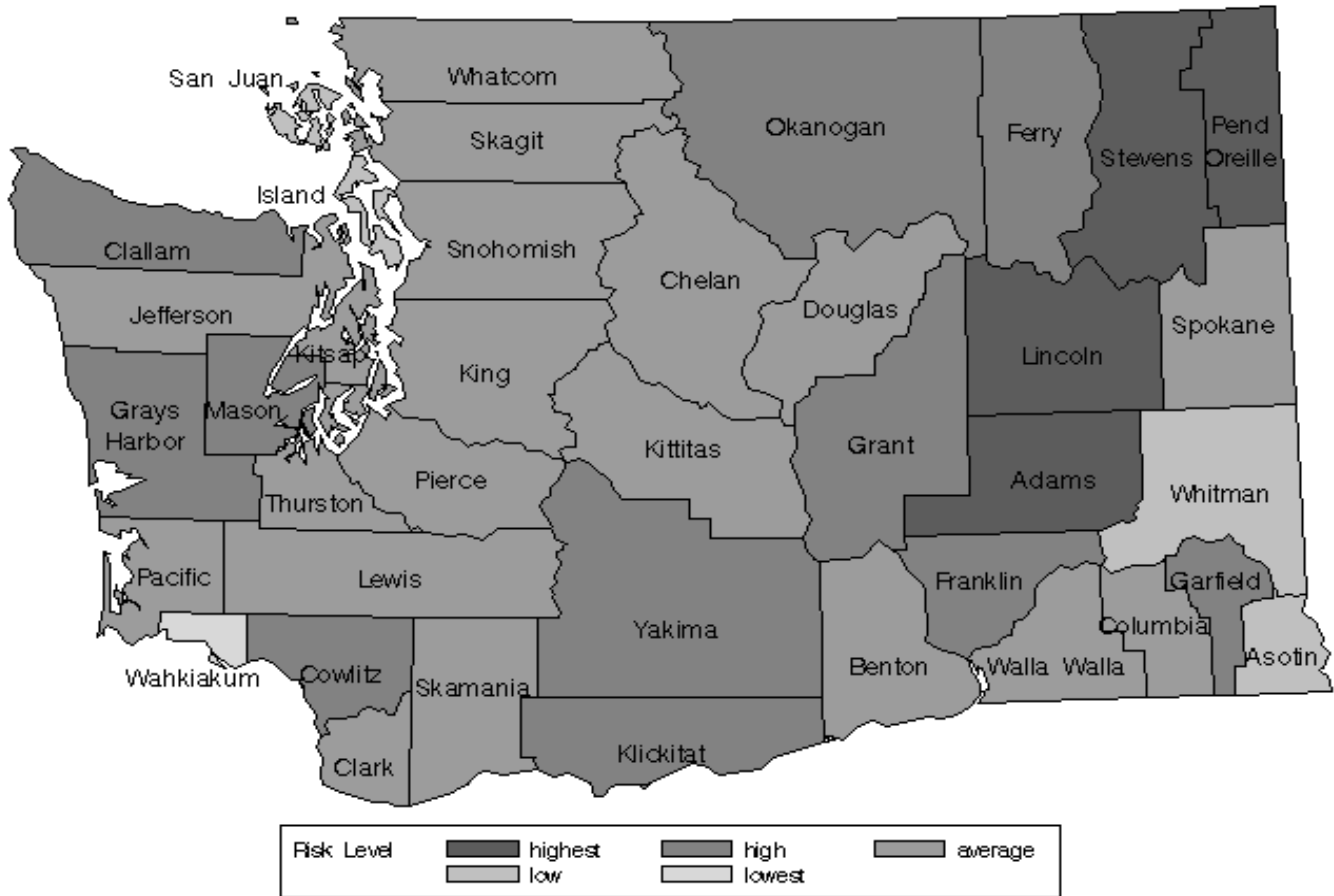 San Juan
Whatcom
Okanogan
Ferry
Pend
Oreille
Stevens
Skagit
Island
Clallam
Snohomish
Chelan
Jefferson
Douglas
Spokane
Kitsap
King
Lincoln
Grays
Harbor
Mason
Kittitas
Grant
Pierce
Adams
Whitman
Thurston
Pacific
Lewis
Franklin
Garfield
Yakima
Columbia
Wahkiakum
Cowlitz
Skamania
Benton
Walla Walla
Asotin
Clark
Klickitat
Risk Level highest high average
low lowest